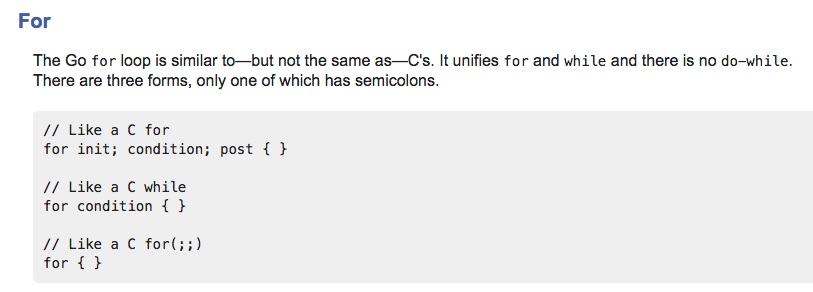 For
The Go for loop is similar to—but not the same as—C's. It unifies for and while and there is no do-while.
There are three forms, only one of which has semicolons.
// Like a C for
for init; condition; post { }
// Like a C while
for condition { }
// Like a C for(;;)
for { }